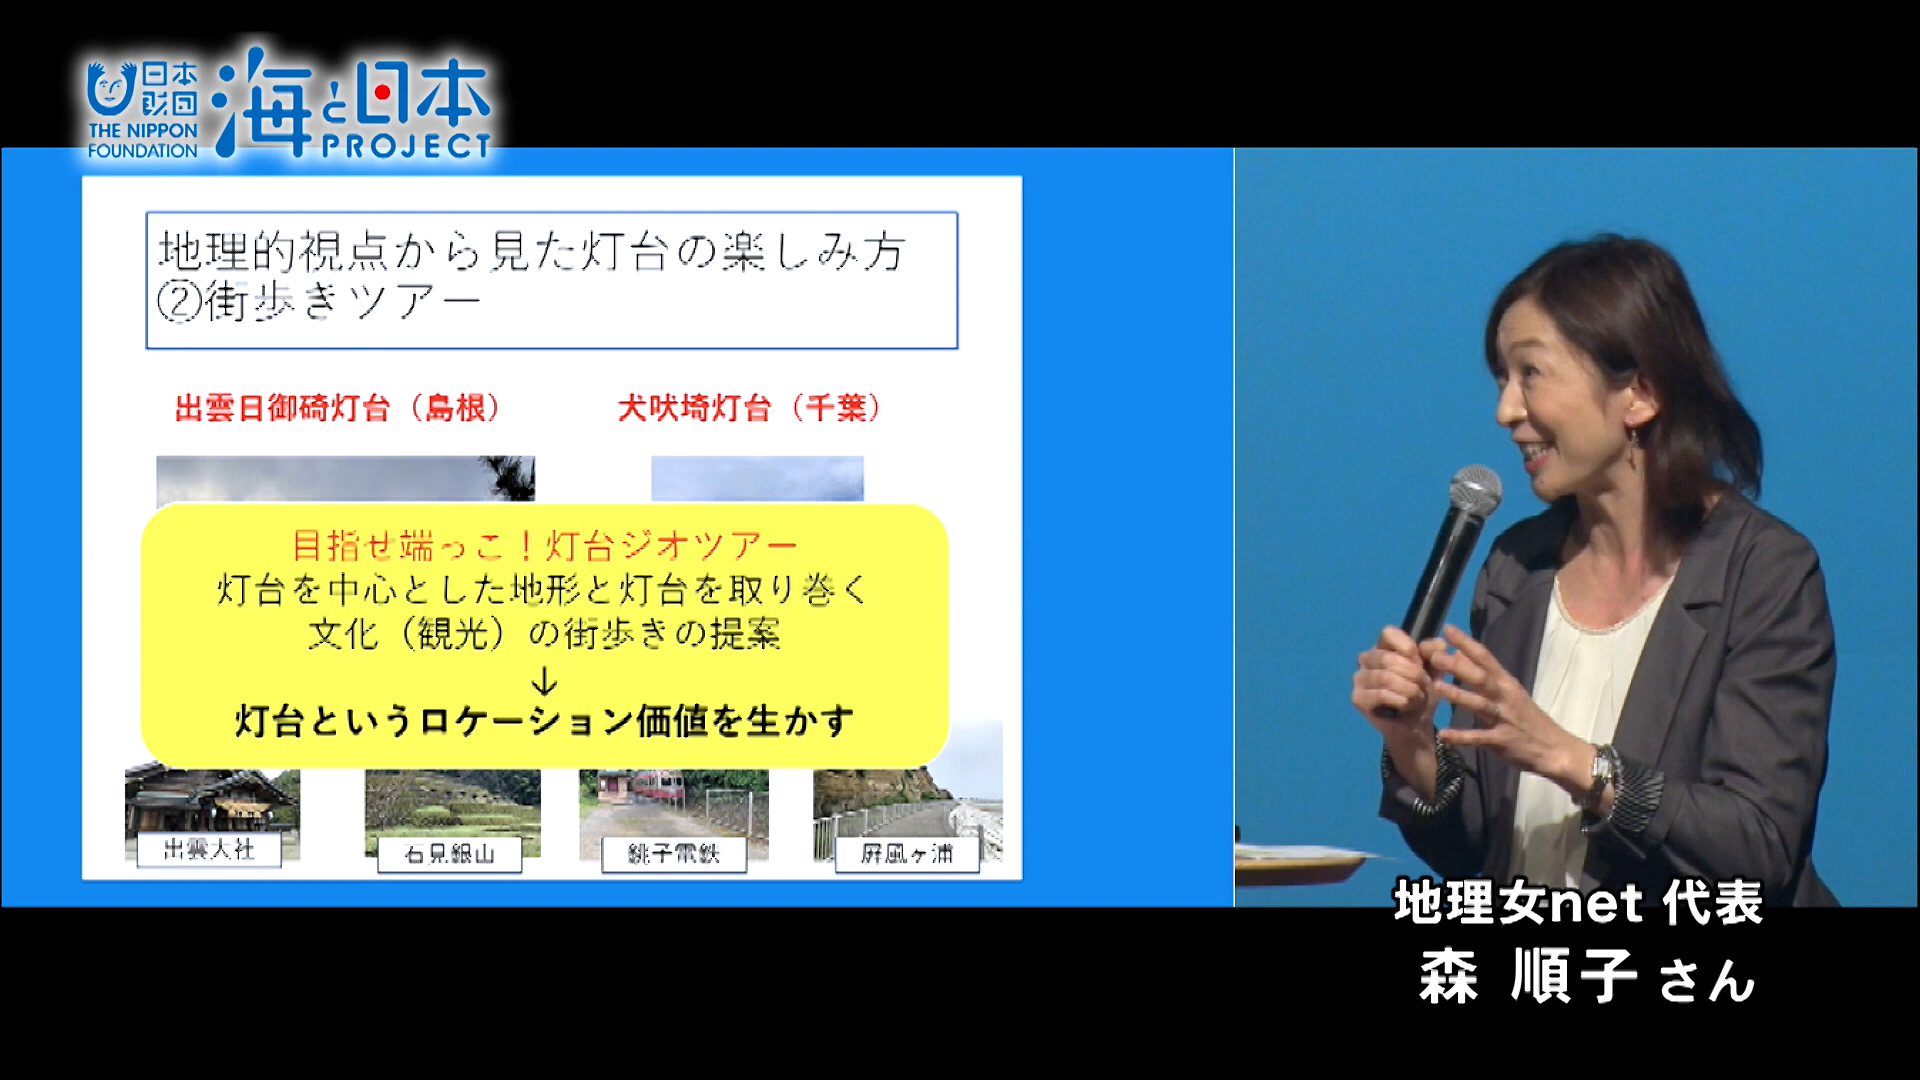 日本
財団
THE NIPPON
FOUNDATION
海と日本
PROJECT
地理的視点から見た灯台の楽しみ方
②街歩きツアー
出雲日御碕灯台（島根）
犬吠埼灯台（千葉）
目指せ端っこ！灯台ジオツアー
灯台を中心とした地形と灯台を取り巻く
文化（観光）の街歩きの提案
↓
灯台というロケーション価値を生かす
出雲大社
石見銀山
銚子電鉄
屏風ヶ浦
地理女net 代表
森 順子さん